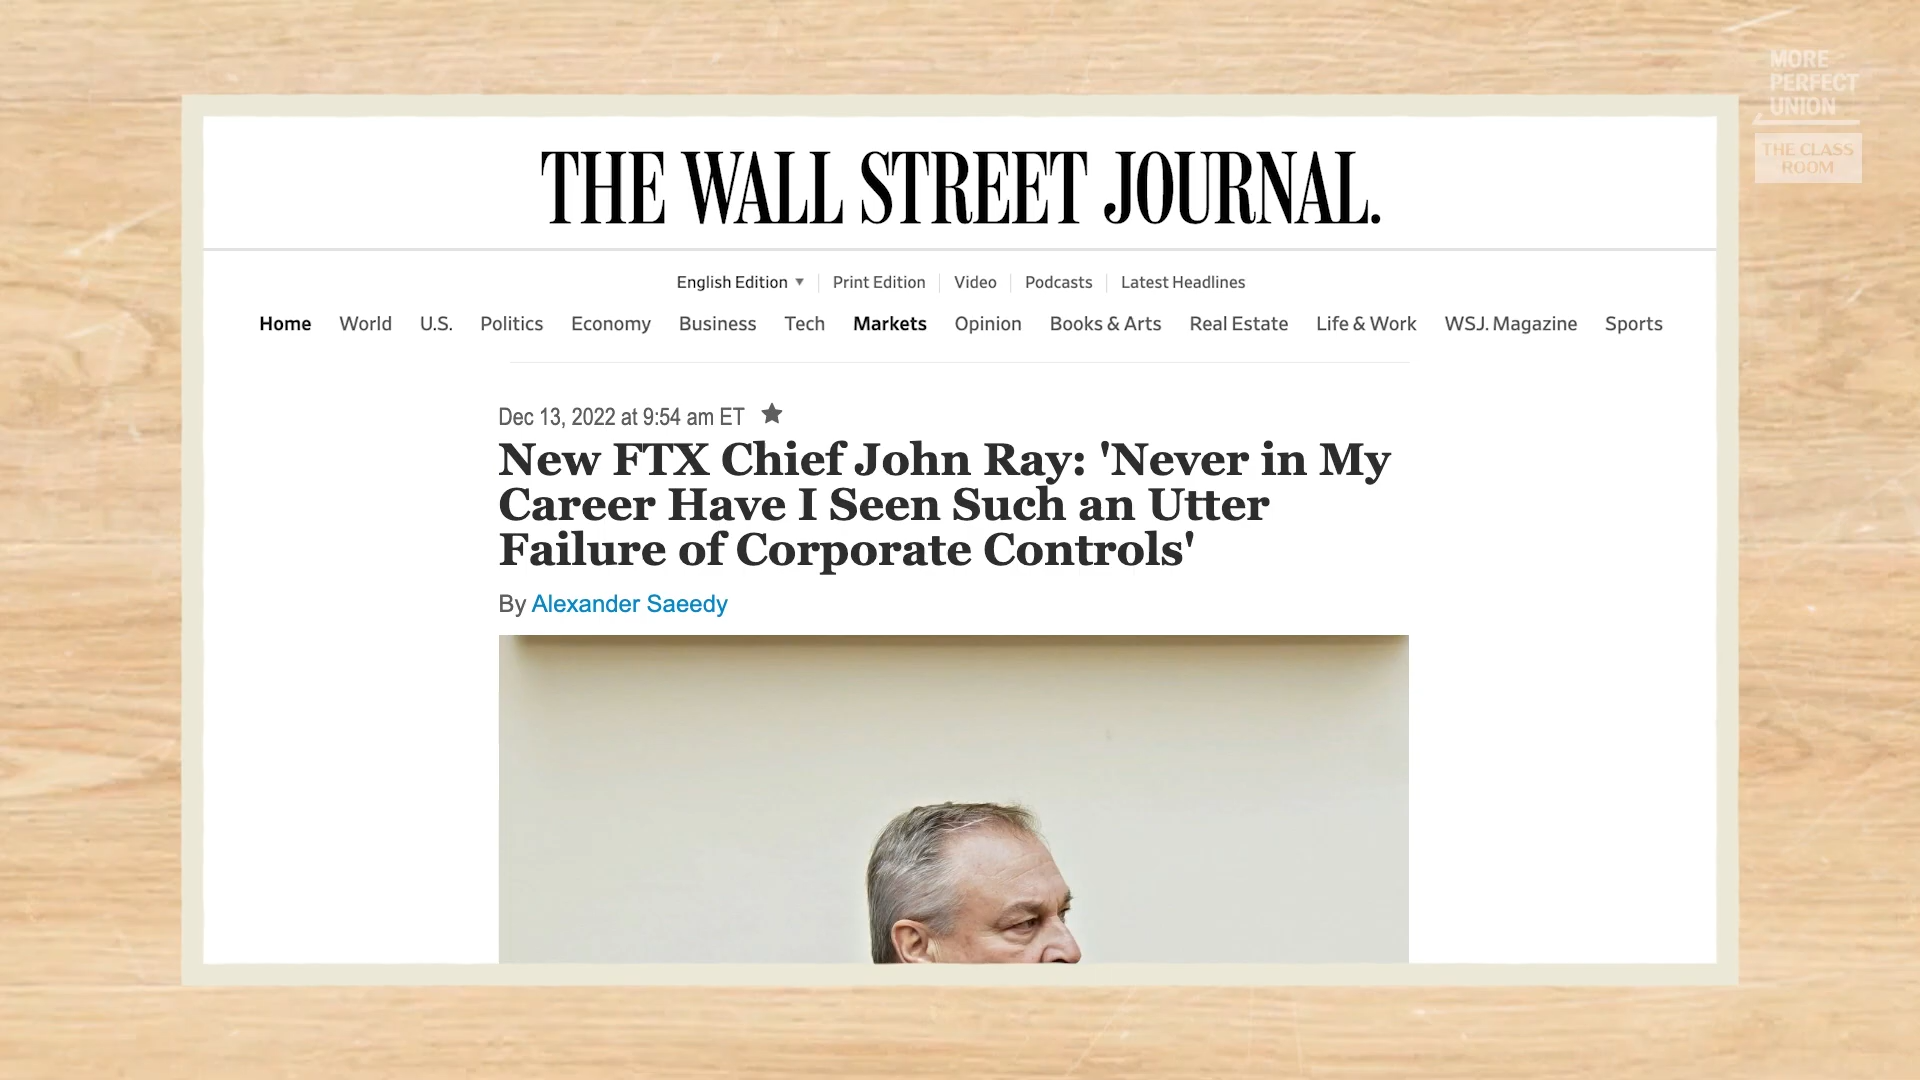 MORE
PERFECT
UNION
THE CLASS
ROOM
THE WALL STREET JOURNAL.
English Edition ▼ Print Edition Video Podcasts Latest Headlines
Home World U.S. Politics Economy Business Tech Markets Opinion Books & Arts Real Estate Life & Work WSJ. Magazine Sports
Dec 13, 2022 at 9:54 am ET ★
New FTX Chief John Ray: 'Never in My
Career Have I Seen Such an Utter
Failure of Corporate Controls'
By Alexander Saeedy